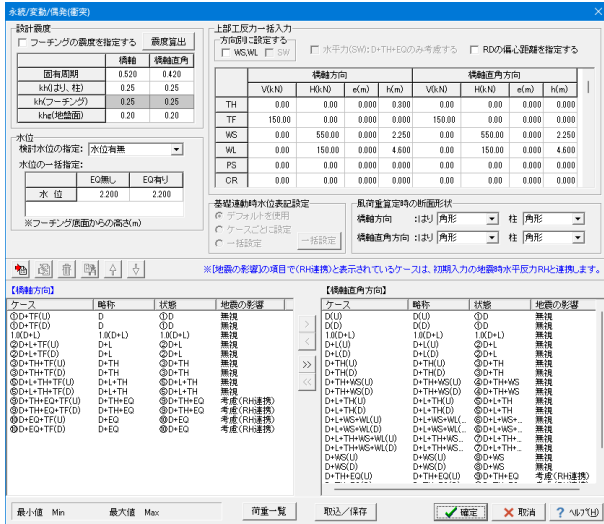 永続/変動/偶発(衝突)
設計震度
フーチングの震度を指定する 震度算出
橋軸 橋軸直角
固有周期 0.520 0.420
kh(はり、柱) 0.25 0.25
kh(フーチング) 0.25 0.25
khg(地盤面) 0.20 0.20
水位
検討水位の指定: 水位有無
水位の一括指定:
EQ無し EQ有り
水 位 2.200 2.200
※フーチング底面からの高さ(m)
上部工反力一括入力
方向別に設定する
WS,WL SW
水平力(SW):D+TH+EQのみ考慮する
RDの偏心距離を指定する
橋軸方向 橋軸直角方向
V(kN) H(kN) e(m) h(m) V(kN) H(kN) e(m) h(m)
TH 0.00 0.00 0.000 0.300 0.00 0.00 0.000 0.000
TF 150.00 0.00 0.000 0.000 150.00 0.00 0.000 0.000
WS 0.00 550.00 0.000 2.250 0.00 550.00 0.000 2.250
WL 0.00 150.00 0.000 4.600 0.00 150.00 0.000 4.600
PS 0.00 0.00 0.000 0.000 0.00 0.00 0.000 0.000
CR 0.00 0.00 0.000 0.000 0.00 0.00 0.000 0.000
基礎連動時水位表記設定
デフォルトを使用
ケースごとに設定
一括設定 一括設定
風荷重算定時の断面形状
橋軸方向 :はり 角形 柱 角形
橋軸直角方向 :はり 角形 柱 角形
※[地震の影響]の項目で(RH連携)と表示されているケースは、初期入力の地震時水平反力RHと連携します。
【橋軸方向】
ケース 略称 状態 地震の影響
①D+TF(U) D ①D 無視
①D+TF(D) D ①D 無視
1.0(D+L) 1.0(D+L) 1.0(D+L) 無視
②D+L+TF(U) D+L ②D+L 無視
②D+L+TF(D) D+L ②D+L 無視
③D+TH+TF(U) D+TH ③D+TH 無視
③D+TH+TF(D) D+TH ③D+TH 無視
⑤D+L+TH+TF(U) D+L+TH ⑤D+L+TH 無視
⑤D+L+TH+TF(D) D+L+TH ⑤D+L+TH 無視
⑨D+TH+EQ+TF(U) D+TH+EQ ⑨D+TH+EQ 考慮(RH連携)
⑨D+TH+EQ+TF(D) D+TH+EQ ⑨D+TH+EQ 考慮(RH連携)
⑩D+EQ+TF(U) D+EQ ⑩D+EQ 考慮(RH連携)
⑩D+EQ+TF(D) D+EQ ⑩D+EQ 考慮(RH連携)
>
<
>>
<<
【橋軸直角方向】
ケース 略称 状態 地震の影響
D(U) D(U) ①D 無視
D(D) D(D) ①D 無視
1.0(D+L) 1.0(D+L) 1.0(D+L) 無視
D+L(U) D+L(U) ②D+L 無視
D+L(D) D+L(D) ②D+L 無視
D+TH(U) D+TH(U) ③D+TH 無視
D+TH(D) D+TH(D) ③D+TH 無視
D+TH+WS(U) D+TH+WS(U) ④D+TH+WS 無視
D+TH+WS(D) D+TH+WS(D) ④D+TH+WS 無視
D+L+TH(U) D+L+TH(U) ⑤D+L+TH 無視
D+L+TH(D) D+L+TH(D) ⑤D+L+TH 無視
D+L+WS+WL(U) D+L+WS+WL(... ⑥D+L+WS+... 無視
D+L+WS+WL(D) D+L+WS+WL(... ⑥D+L+WS+... 無視
D+L+TH+WS+WL(U) D+L+TH+WS... ⑦D+L+TH+... 無視
D+L+TH+WS+WL(D) D+L+TH+WS... ⑦D+L+TH+... 無視
D+WS(U) D+WS(U) ⑧D+WS 無視
D+WS(D) D+WS(D) ⑧D+WS 無視
D+TH+EQ(U) D+TH+EQ(U) ⑨D+TH+EQ 考慮(RH連携)
最小値 Min 最大値 Max 荷重一覧 取込/保存 確定 取消 ? ヘルプ(H)